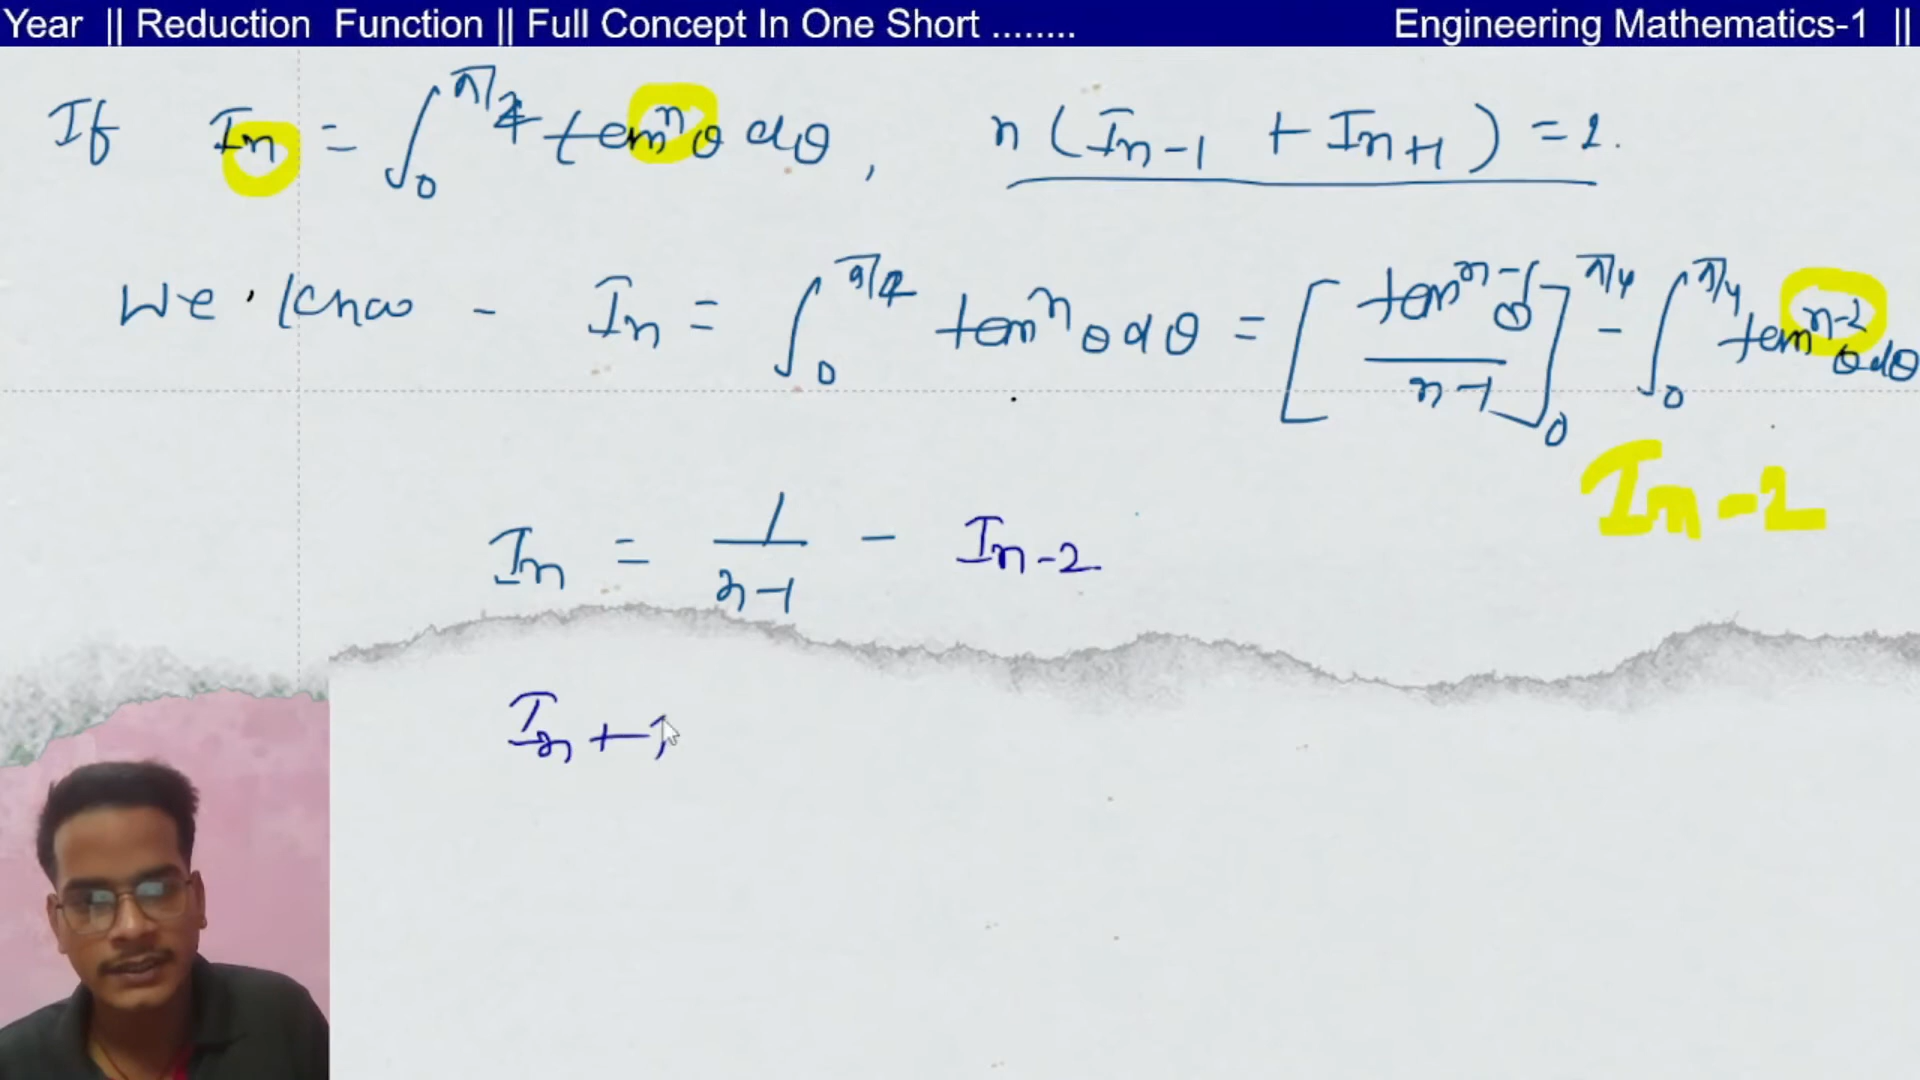 Year || Reduction Function || Full Concept In One Short ........ Engineering Mathematics-1 ||
If Iₙ = ∫₀^(π/4) tanⁿθ dθ, n(Iₙ₋₁ + Iₙ₊₁) = 1.
We know - Iₙ = ∫₀^(π/4) tanⁿθ dθ = [tanⁿ⁻¹θ / n-1]₀^(π/4) - ∫₀^(π/4) tanⁿ⁻²θ dθ
Iₙ₋₂
Iₙ = 1/(n-1) - Iₙ₋₂
Iₙ + 1